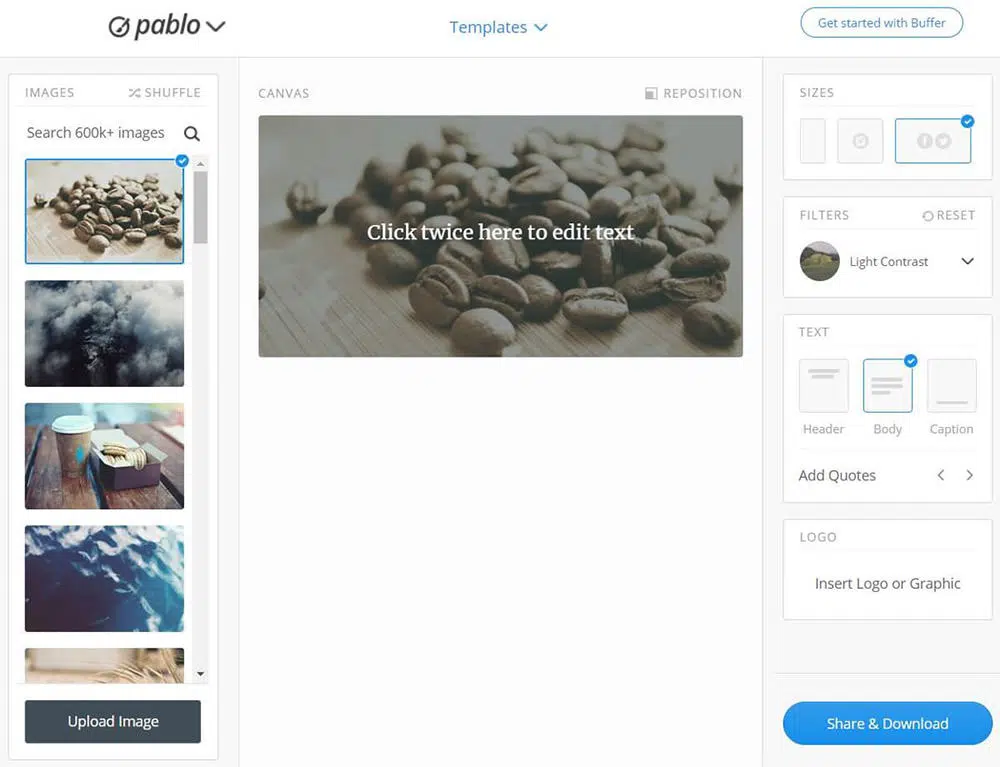 pablo
Templates
Get started with Buffer
IMAGES
SHUFFLE
Search 600k+ images
Upload Image
CANVAS
REPOSITION
Click twice here to edit text
SIZES
FILTERS
RESET
Light Contrast
TEXT
Header
Body
Caption
Add Quotes
LOGO
Insert Logo or Graphic
Share & Download